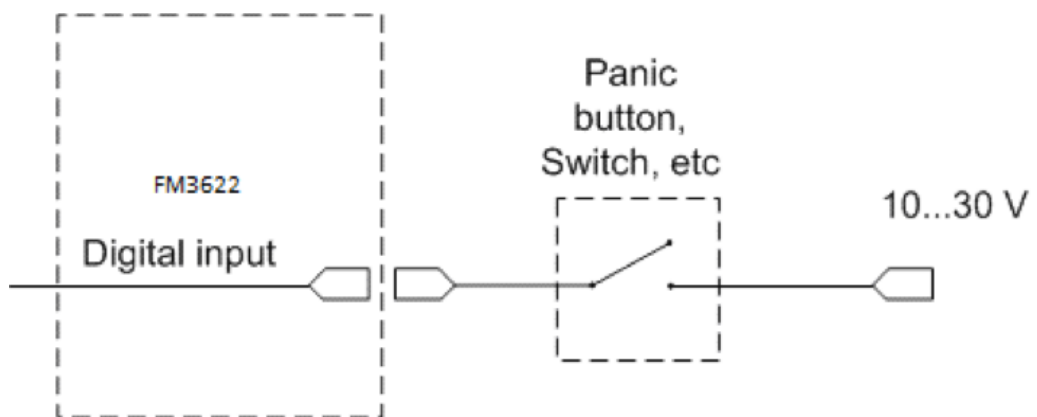 FM3622
Digital input
Panic
button,
Switch, etc
10...30 V